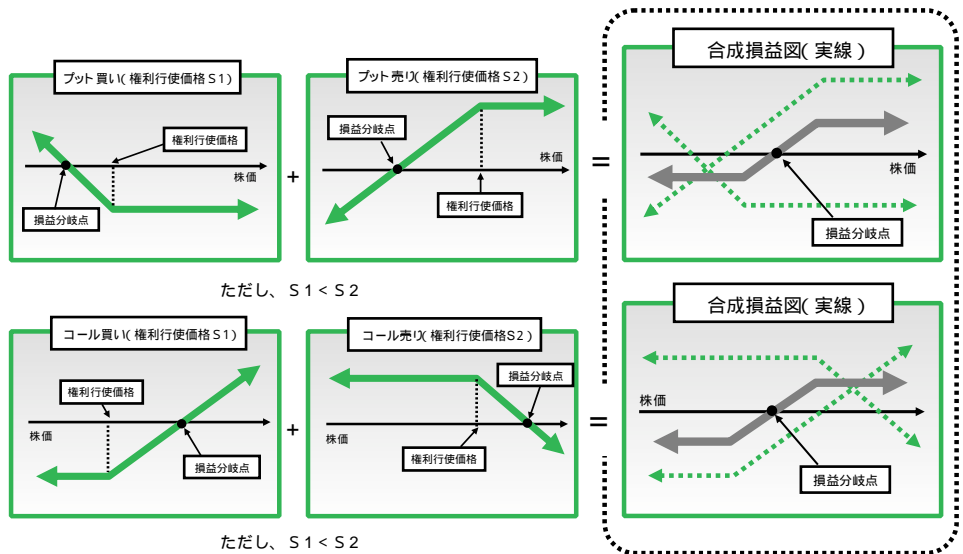 プット買い(権利行使価格S1)
権利行使価格
株価
損益分岐点
+
プット売り(権利行使価格S2)
損益分岐点
株価
権利行使価格
=
合成損益図(実線)
株価
損益分岐点
ただし、S1<S2
コール買い(権利行使価格S1)
権利行使価格
株価
損益分岐点
+
コール売り(権利行使価格S2)
損益分岐点
株価
権利行使価格
=
合成損益図(実線)
株価
損益分岐点
ただし、S1<S2